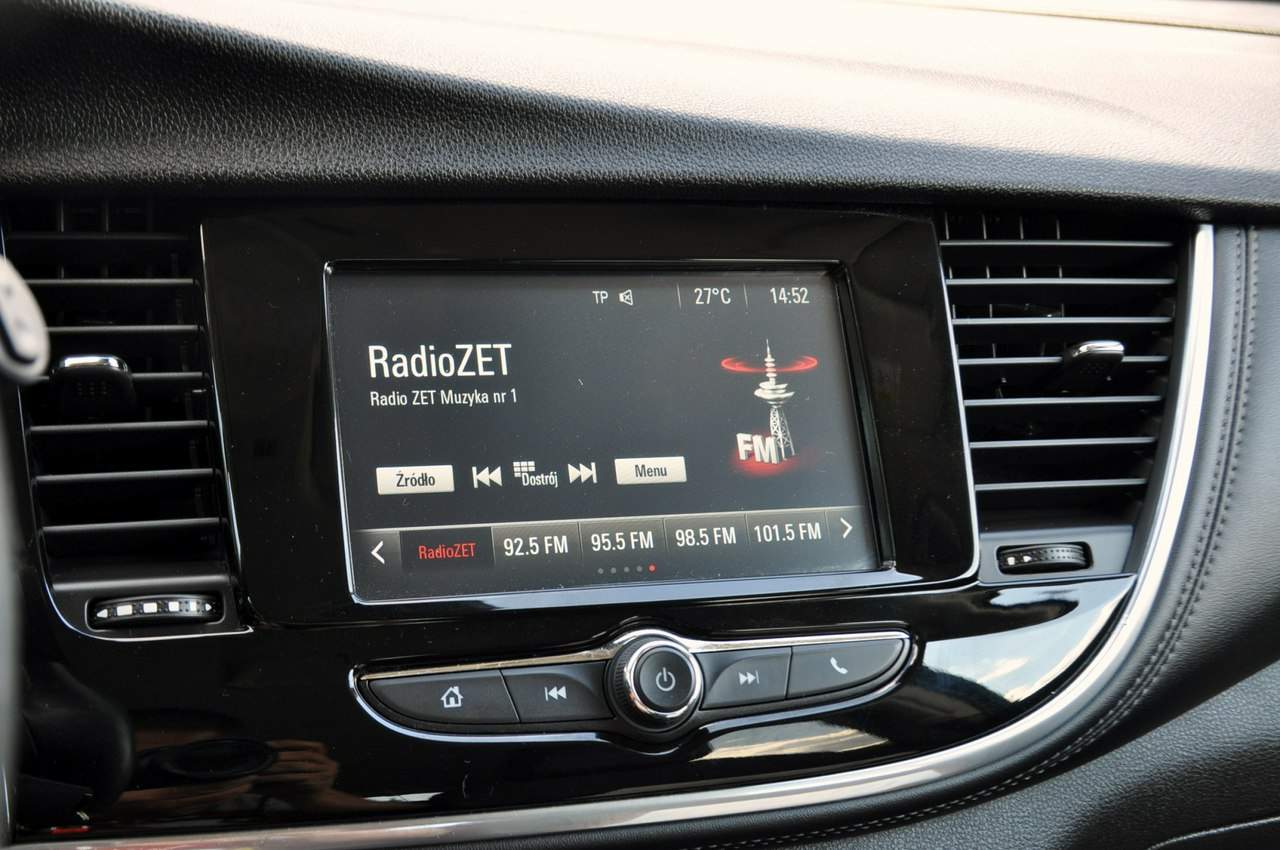 TP 27°C 14:52
RadioZET
Radio ZET Muzyka nr 1
FM
Źródło Dostrój Menu
RadioZET 92.5 FM 95.5 FM 98.5 FM 101.5 FM